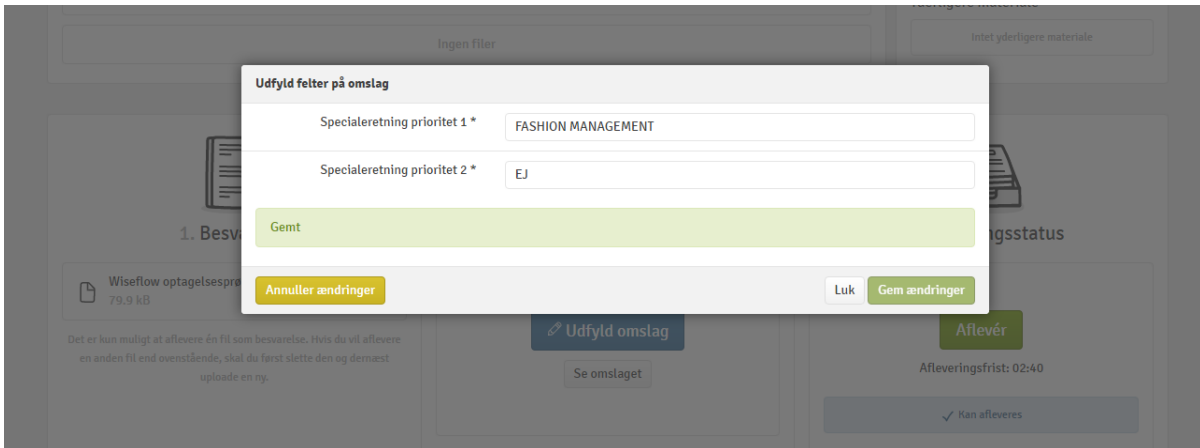 Yderligere materiale
Ingen filer
Intet yderligere materiale
Udfyld felter på omslag
Specialeretning prioritet 1 *
FASHION MANAGEMENT
Specialeretning prioritet 2 *
EJ
Gemt
Annuller ændringer
Luk
Gem ændringer
1. Besva
ngsstatus
Wiseflow optagelsesprø
79.9 kB
Det er kun muligt at aflevere én fil som besvarelse. Hvis du vil aflevere
en anden fil end ovenstående, skal du først slette den og dernæst
uploade en ny.
Udfyld omslag
Se omslaget
Aflevér
Afleveringsfrist: 02:40
Kan afleveres